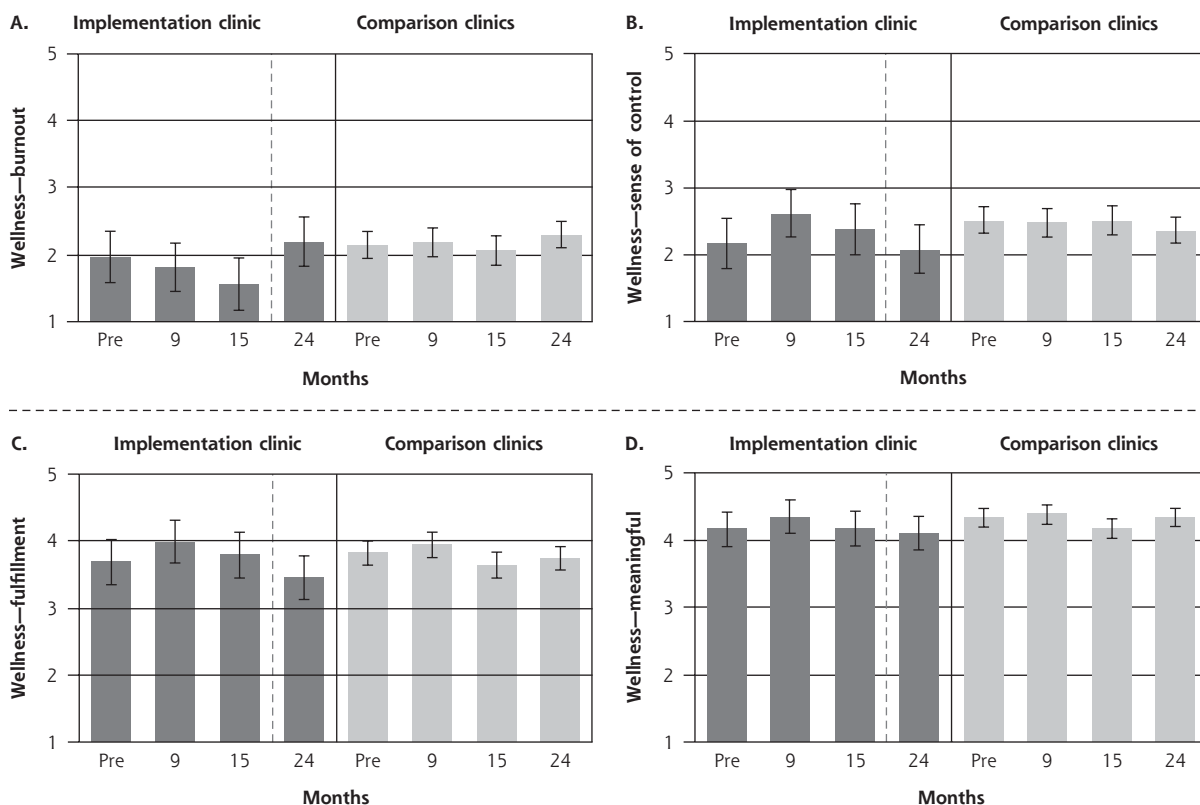 A. Implementation clinic Comparison clinics
Wellness—burnout
5
4
3
2
1
Pre 9 15 24 Pre 9 15 24
Months
B. Implementation clinic Comparison clinics
Wellness—sense of control
5
4
3
2
1
Pre 9 15 24 Pre 9 15 24
Months
C. Implementation clinic Comparison clinics
Wellness—fulfillment
5
4
3
2
1
Pre 9 15 24 Pre 9 15 24
Months
D. Implementation clinic Comparison clinics
Wellness—meaningful
5
4
3
2
1
Pre 9 15 24 Pre 9 15 24
Months